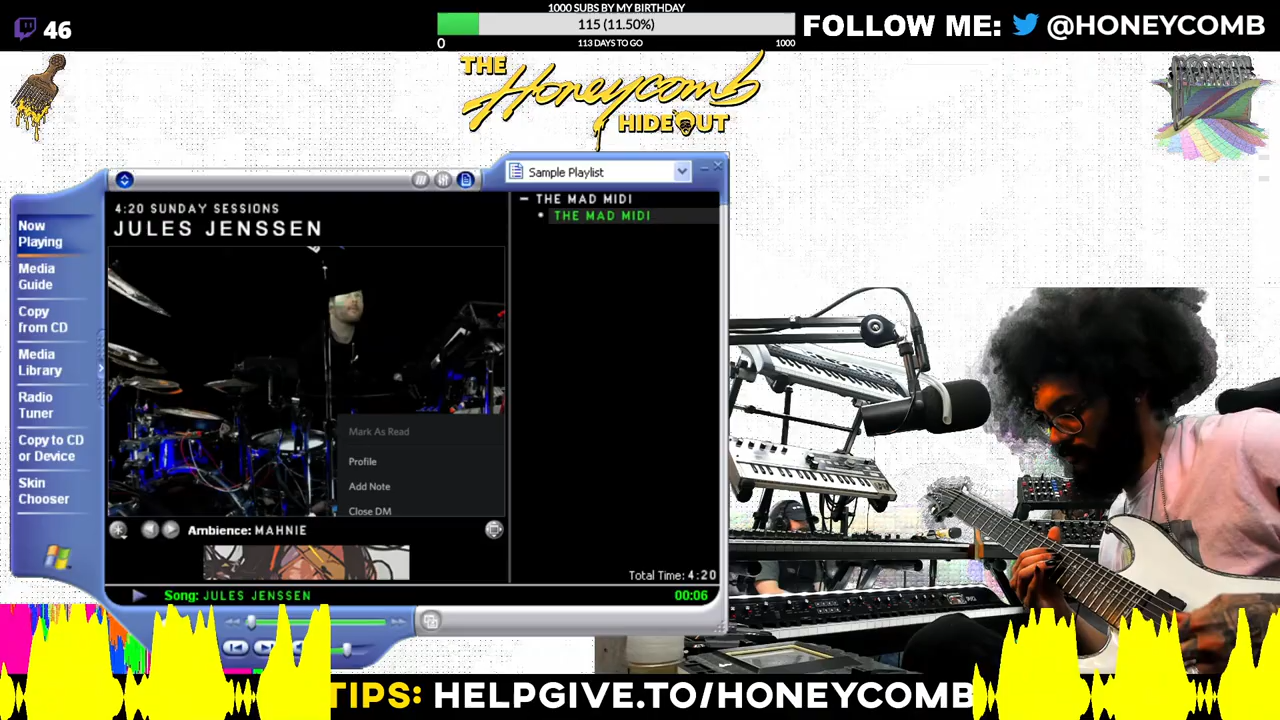 46
1000 SUBS BY MY BIRTHDAY
115 (11.50%)
0
113 DAYS TO GO
1000
FOLLOW ME: @HONEYCOMB
THE
Honeycomb
HIDEOUT
Sample Playlist
4:20 SUNDAY SESSIONS
JULES JENSSEN
THE MAD MIDI
THE MAD MIDI
Now
Playing
Media
Guide
Copy
from CD
Media
Library
Radio
Tuner
Copy to CD
or Device
Skin
Chooser
Mark As Read
Profile
Add Note
Close DM
Ambience: MAHNIE
Total Time: 4:20
Song: JULES JENSSEN
00:06
TIPS: HELPGIVE.TO/HONEYCOMB